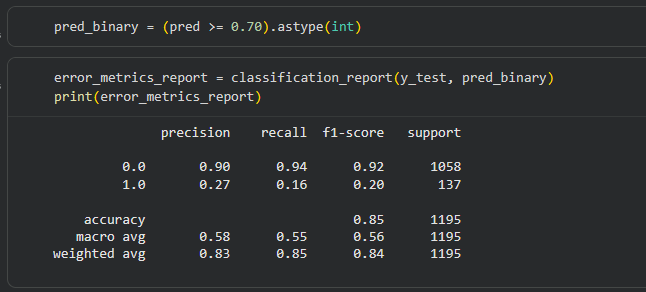 pred_binary = (pred >= 0.70).astype(int)
error_metrics_report = classification_report(y_test, pred_binary)
print(error_metrics_report)
precision recall f1-score support
0.0 0.90 0.94 0.92 1058
1.0 0.27 0.16 0.20 137
accuracy 0.85 1195
macro avg 0.58 0.55 0.56 1195
weighted avg 0.83 0.85 0.84 1195